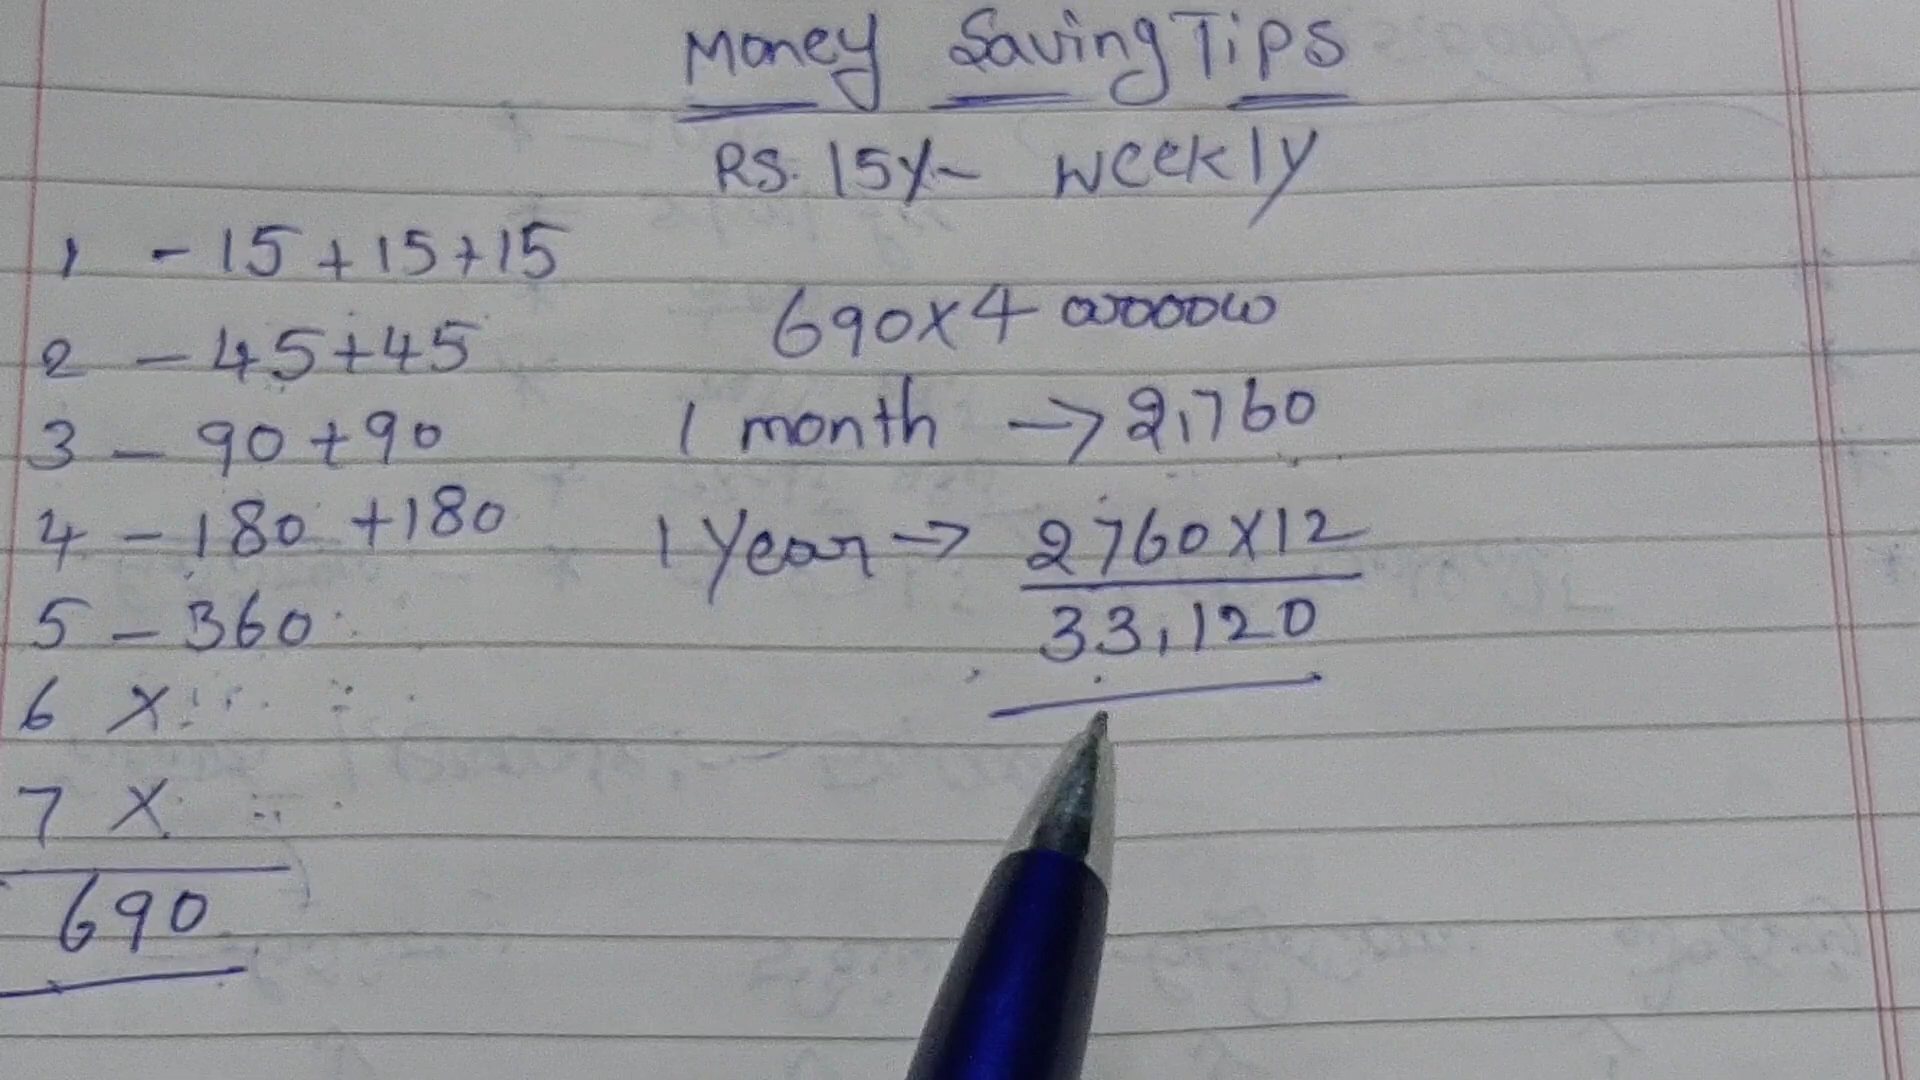 Money Saving Tips
RS. 15/- weekly
1 - 15+15+15
2 - 45+45
3 - 90+90
4 - 180+180
5 - 360
6 X
7 X
690
690x4
1 month -> 2,760
1 Year -> 2760X12
33,120